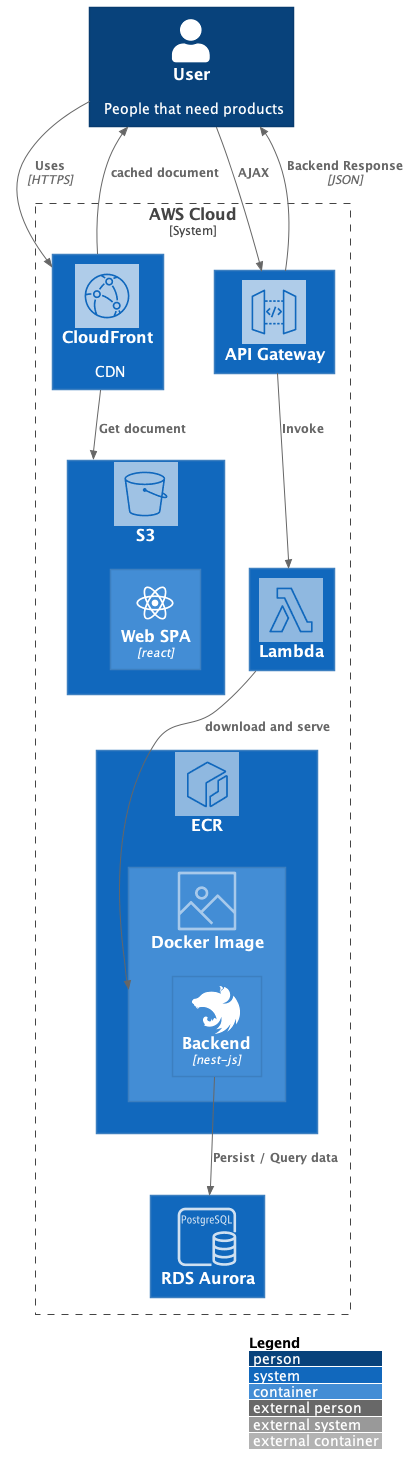 User
People that need products
Uses
[HTTPS]
cached document
AJAX
Backend Response
[JSON]
AWS Cloud
[System]
CloudFront
CDN
</>
API Gateway
Get document
Invoke
S3
Web SPA
[react]
Lambda
download and serve
ECR
Docker Image
Backend
[nest-js]
Persist / Query data
PostgreSQL
RDS Aurora
Legend
person
system
container
external person
external system
external container